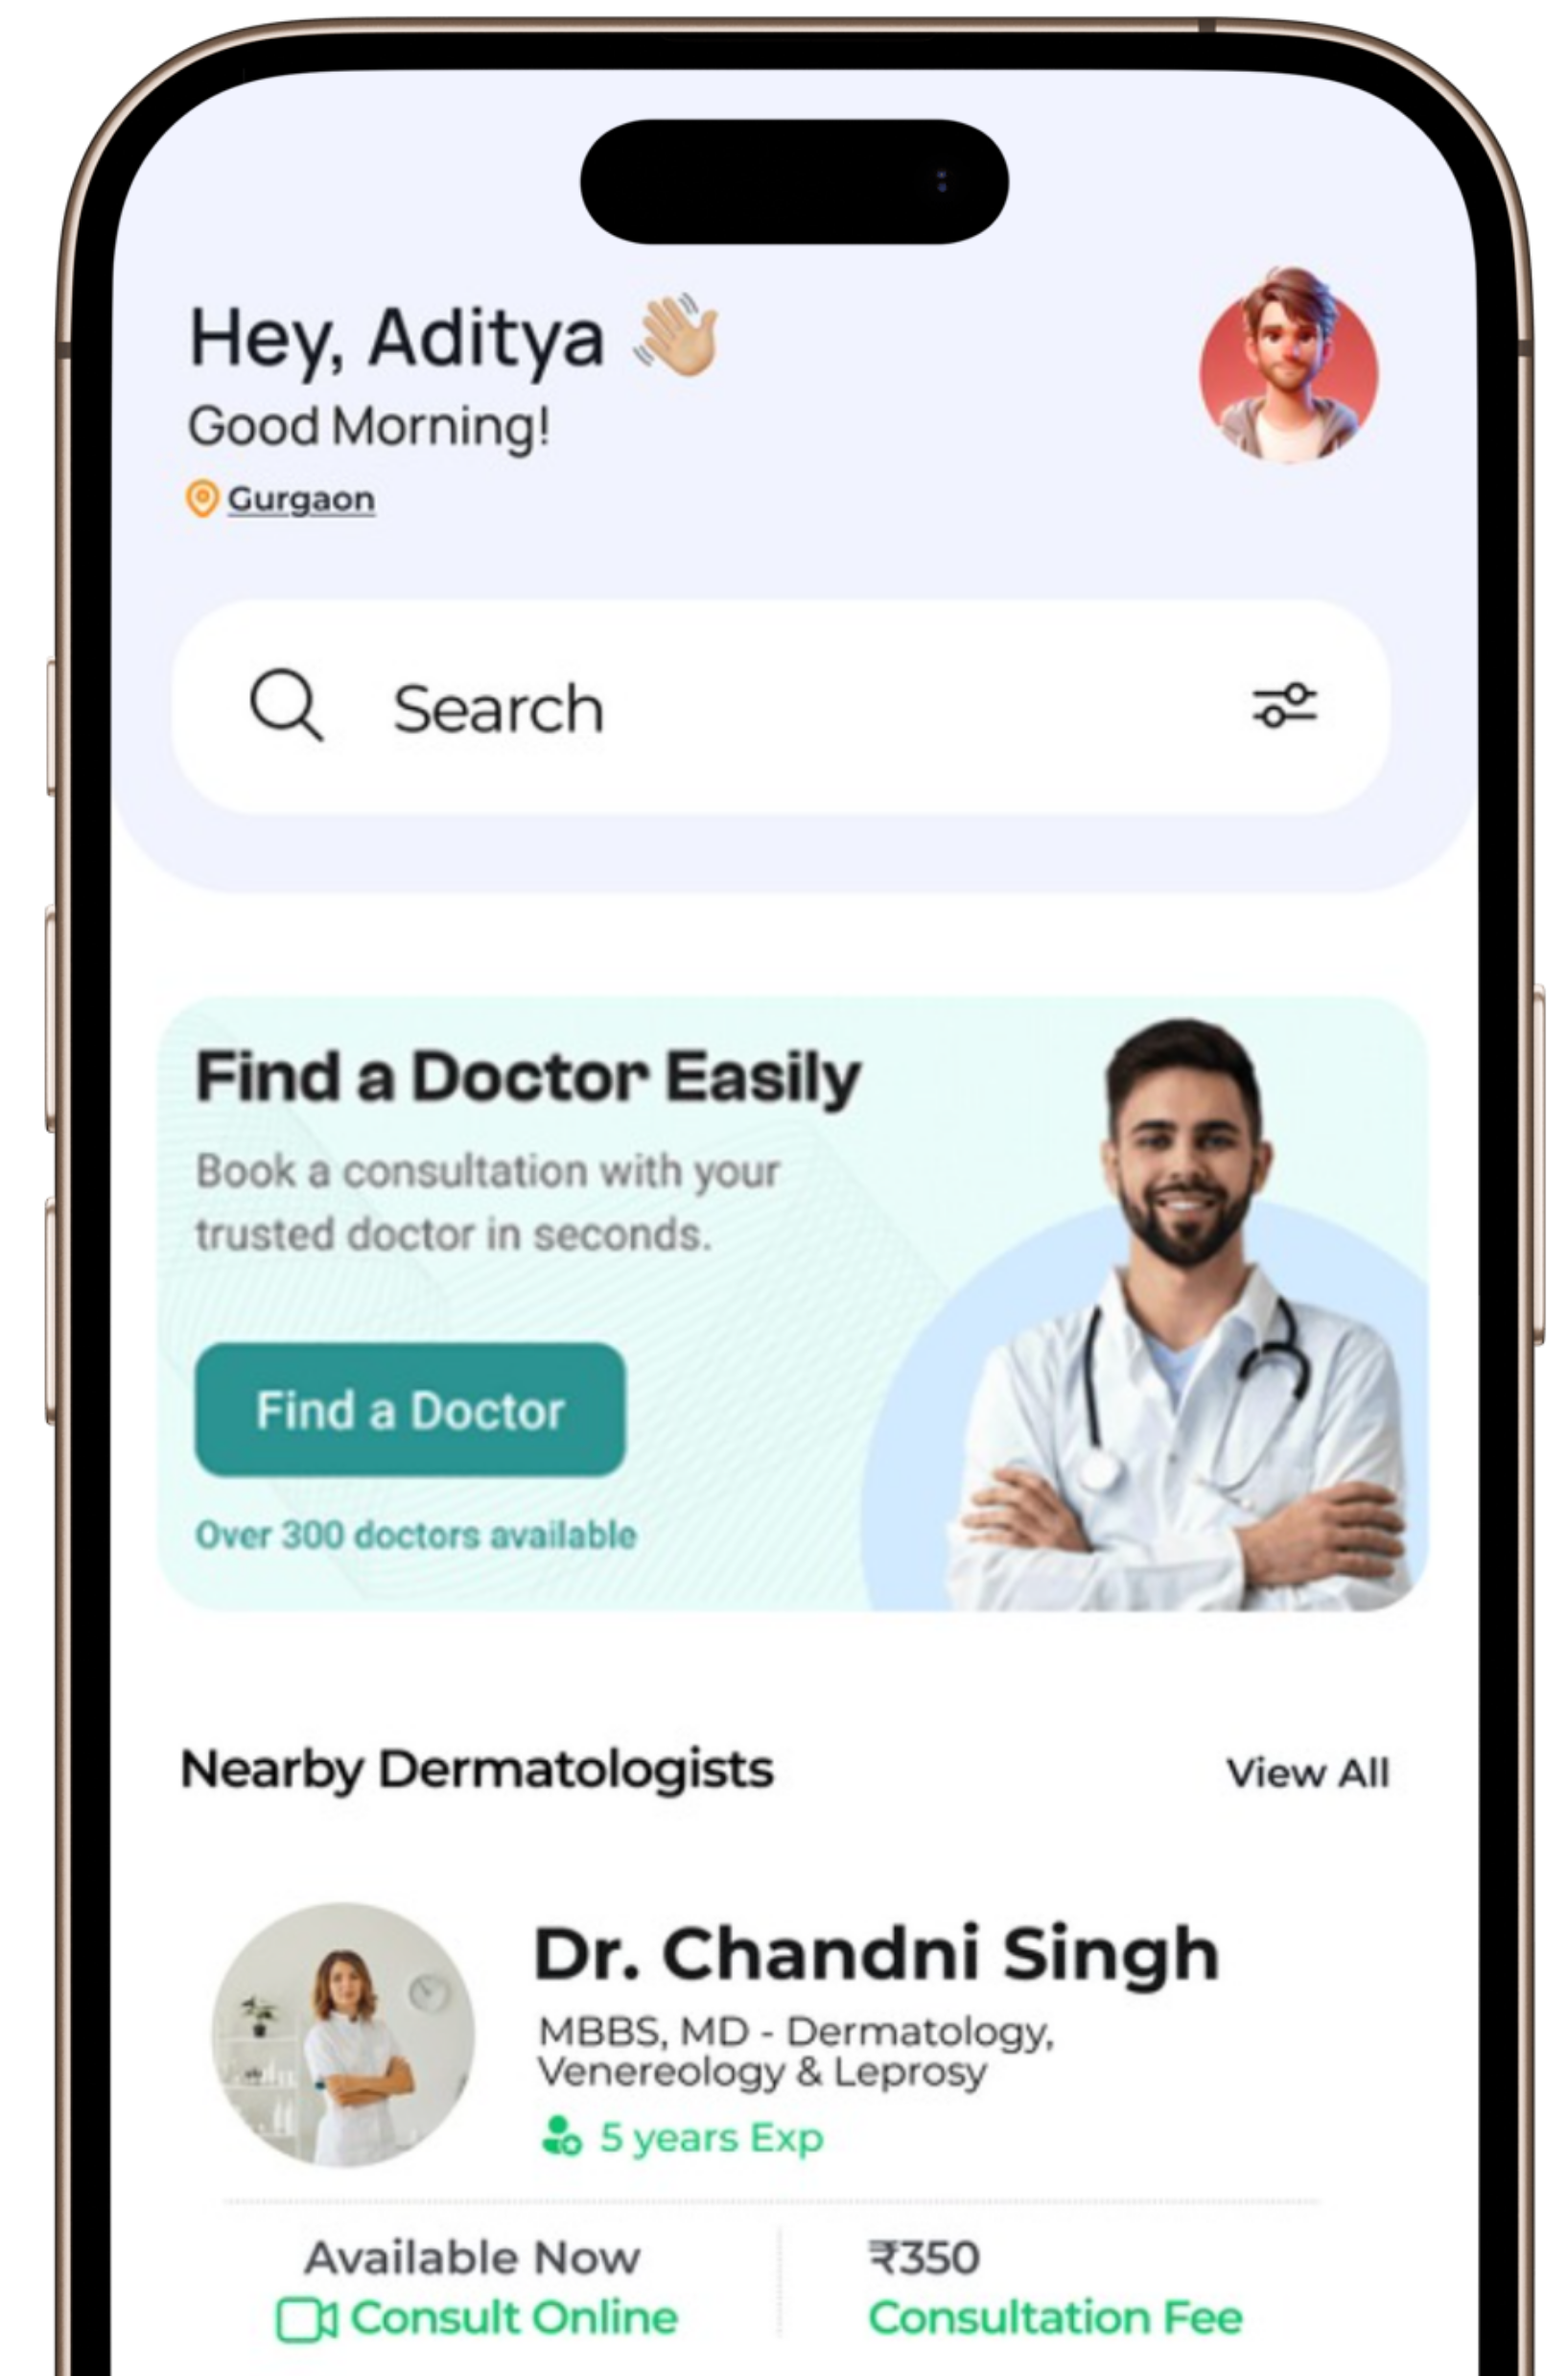 Hey, Aditya 👋🏼
Good Morning!
Gurgaon
Search
Find a Doctor Easily
Book a consultation with your
trusted doctor in seconds.
Find a Doctor
Over 300 doctors available
Nearby Dermatologists
View All
Dr. Chandni Singh
MBBS, MD - Dermatology,
Venereology & Leprosy
5 years Exp
Available Now
Consult Online
₹350
Consultation Fee